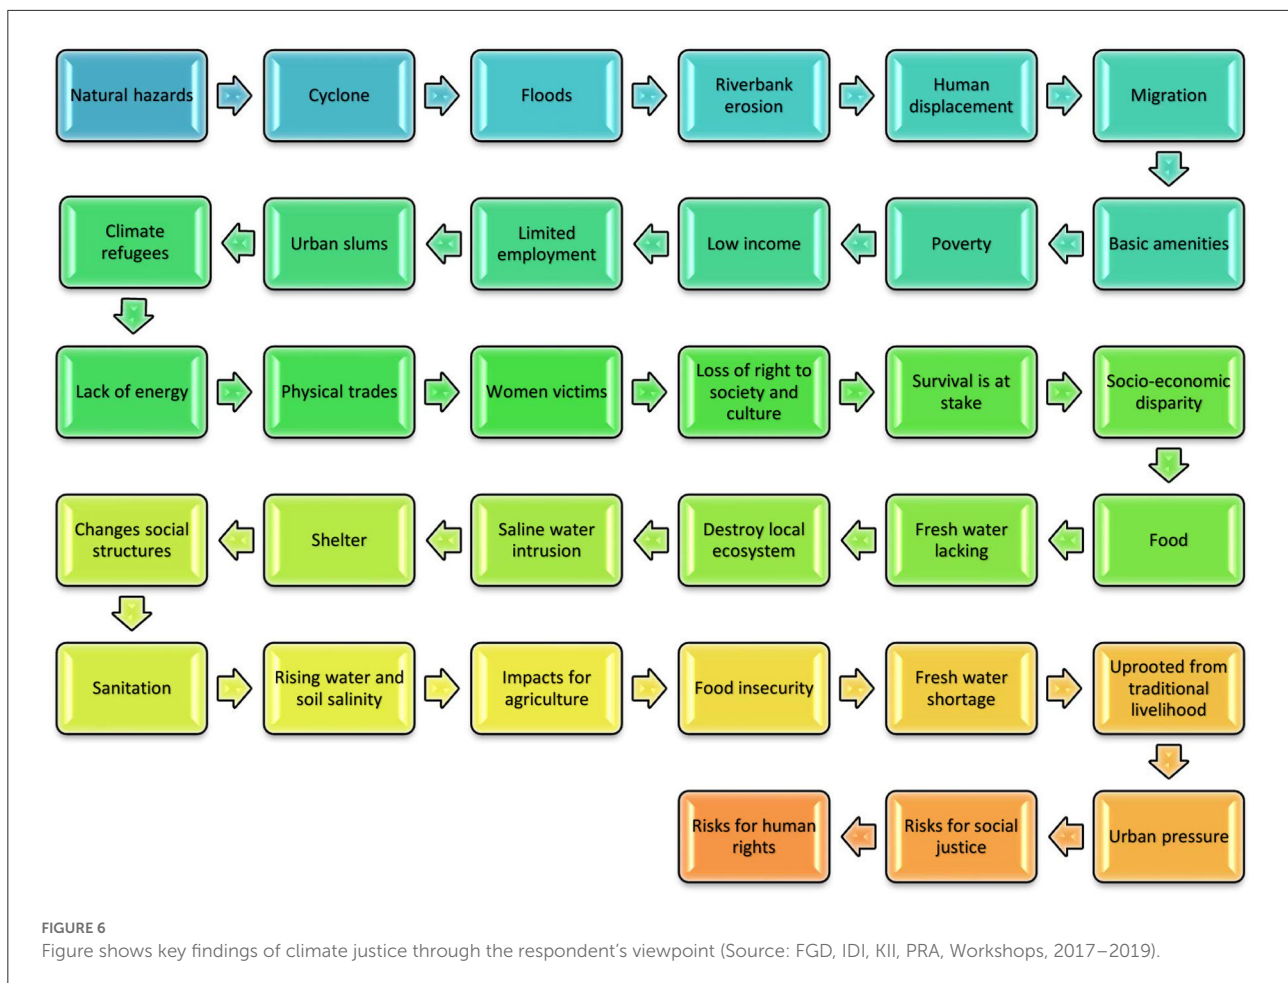 Natural hazards
Cyclone
Floods
Riverbank
erosion
Human
displacement
Migration
Climate
refugees
Urban slums
Limited
employment
Low income
Poverty
Basic amenities
Lack of energy
Physical trades
Women victims
Loss of right to
society and
culture
Survival is at
stake
Socio-economic
disparity
Changes social
structures
Shelter
Saline water
intrusion
Destroy local
ecosystem
Fresh water
lacking
Food
Sanitation
Rising water and
soil salinity
Impacts for
agriculture
Food insecurity
Fresh water
shortage
Uprooted from
traditional
livelihood
Risks for human
rights
Risks for social
justice
Urban pressure
FIGURE 6
Figure shows key findings of climate justice through the respondent's viewpoint (Source: FGD, IDI, KII, PRA, Workshops, 2017–2019).